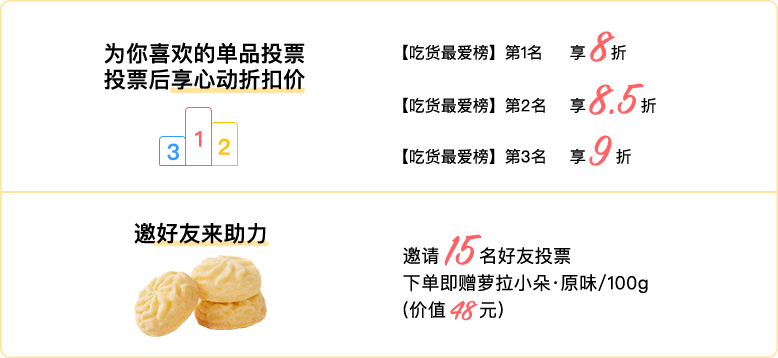 为你喜欢的单品投票
投票后享心动折扣价
3
1
2
【吃货最爱榜】第1名 享8折
【吃货最爱榜】第2名 享8.5折
【吃货最爱榜】第3名 享9折
邀好友来助力
邀请15名好友投票
下单即赠萝拉小朵·原味/100g
(价值48元)